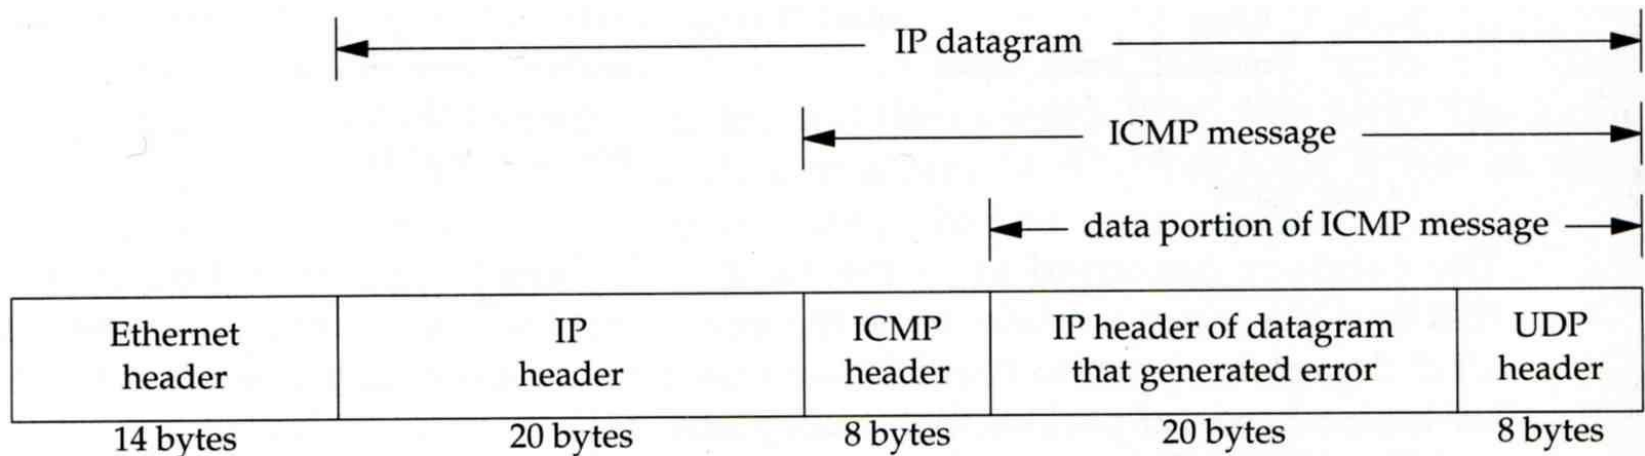 IP datagram
ICMP message
data portion of ICMP message
Ethernet
header
IP
header
ICMP
header
IP header of datagram
that generated error
UDP
header
14 bytes
20 bytes
8 bytes
20 bytes
8 bytes